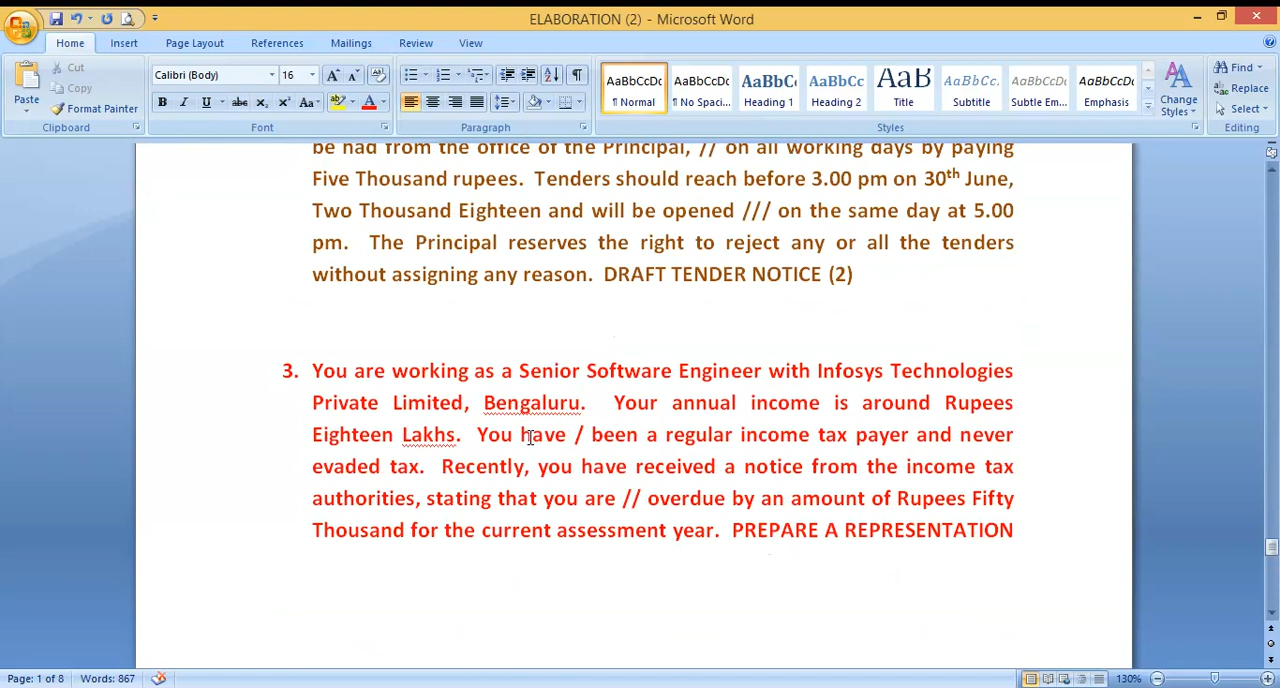 ELABORATION (2) - Microsoft Word
Home Insert Page Layout References Mailings Review View
Paste
Cut
Copy
Format Painter
Clipboard
Calibri (Body) 16
Font
Paragraph
AaBbCcDc ¶ Normal
AaBbCcDc ¶ No Spaci...
AaBbCc Heading 1
AaBbCc Heading 2
AaB Title
AaBbCc. Subtitle
AaBbCcDc Subtle Em...
AaBbCcDc Emphasis
Change Styles
Styles
Find
Replace
Select
Editing
be had from the office of the Principal, // on all working days by paying
Five Thousand rupees. Tenders should reach before 3.00 pm on 30th June,
Two Thousand Eighteen and will be opened /// on the same day at 5.00
pm. The Principal reserves the right to reject any or all the tenders
without assigning any reason. DRAFT TENDER NOTICE (2)
3. You are working as a Senior Software Engineer with Infosys Technologies
Private Limited, Bengaluru. Your annual income is around Rupees
Eighteen Lakhs. You have / been a regular income tax payer and never
evaded tax. Recently, you have received a notice from the income tax
authorities, stating that you are // overdue by an amount of Rupees Fifty
Thousand for the current assessment year. PREPARE A REPRESENTATION
Page: 1 of 8 Words: 867 130%